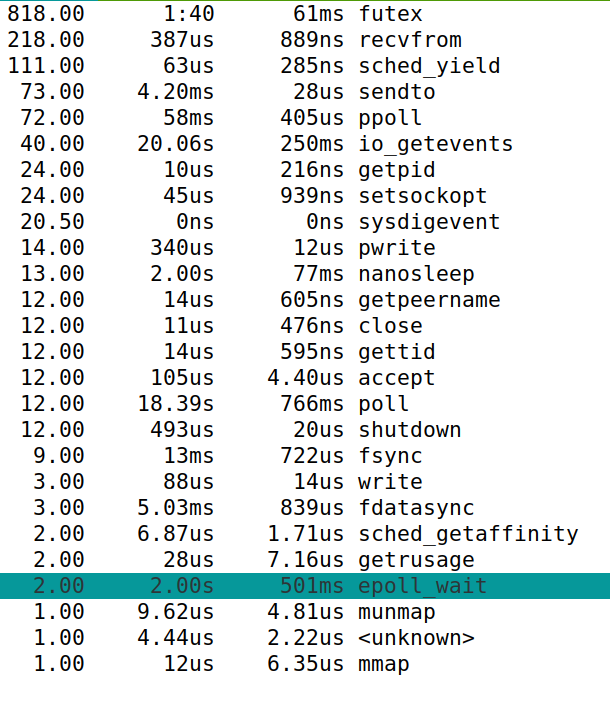 818.00 1:40 61ms futex
218.00 387us 889ns recvfrom
111.00 63us 285ns sched_yield
73.00 4.20ms 28us sendto
72.00 58ms 405us ppoll
40.00 20.06s 250ms io_getevents
24.00 10us 216ns getpid
24.00 45us 939ns setsockopt
20.50 0ns 0ns sysdigevent
14.00 340us 12us pwrite
13.00 2.00s 77ms nanosleep
12.00 14us 605ns getpeername
12.00 11us 476ns close
12.00 14us 595ns gettid
12.00 105us 4.40us accept
12.00 18.39s 766ms poll
12.00 493us 20us shutdown
9.00 13ms 722us fsync
3.00 88us 14us write
3.00 5.03ms 839us fdatasync
2.00 6.87us 1.71us sched_getaffinity
2.00 28us 7.16us getrusage
2.00 2.00s 501ms epoll_wait
1.00 9.62us 4.81us munmap
1.00 4.44us 2.22us <unknown>
1.00 12us 6.35us mmap